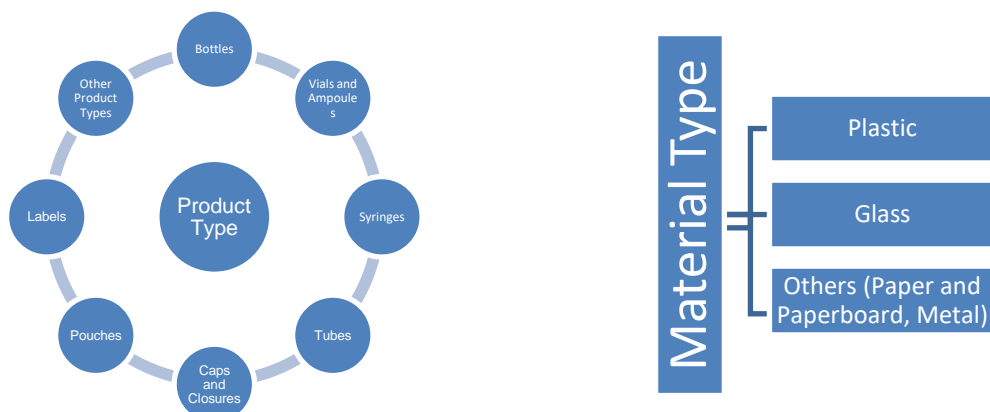 Bottles
Vials and
Ampoule
s
Syringes
Tubes
Caps
and
Closures
Pouches
Labels
Other
Product
Types
Product
Type
Material Type
Plastic
Glass
Others (Paper and
Paperboard, Metal)